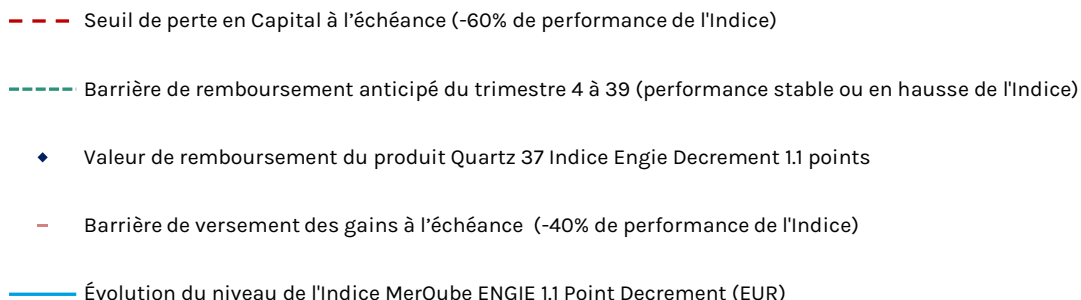 Seuil de perte en Capital à l’échéance (-60% de performance de l'Indice)
Barrière de remboursement anticipé du trimestre 4 à 39 (performance stable ou en hausse de l'Indice)
Valeur de remboursement du produit Quartz 37 Indice Engie Decrement 1.1 points
Barrière de versement des gains à l’échéance (-40% de performance de l'Indice)
Évolution du niveau de l'Indice MerQube ENGIE 1.1 Point Decrement (EUR)